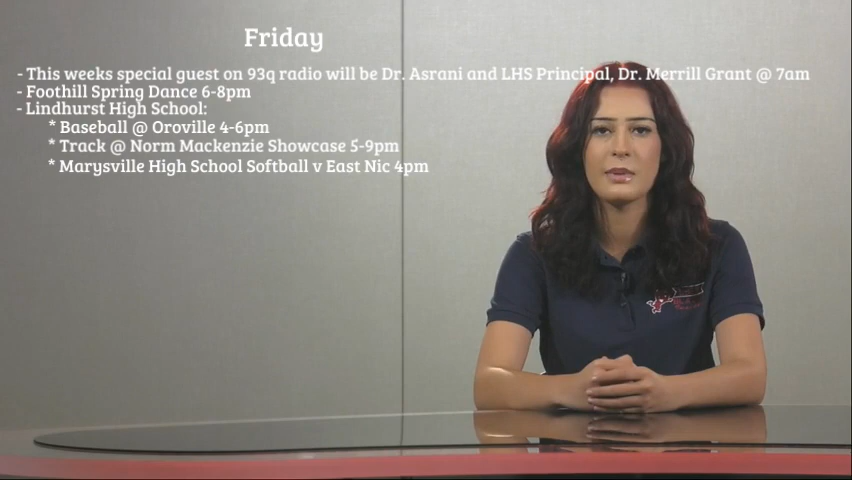 Friday
- This weeks special guest on 93q radio will be Dr. Asrani and LHS Principal, Dr. Merrill Grant @ 7am
- Foothill Spring Dance 6-8pm
- Lindhurst High School:
* Baseball @ Oroville 4-6pm
* Track @ Norm Mackenzie Showcase 5-9pm
* Marysville High School Softball v East Nic 4pm